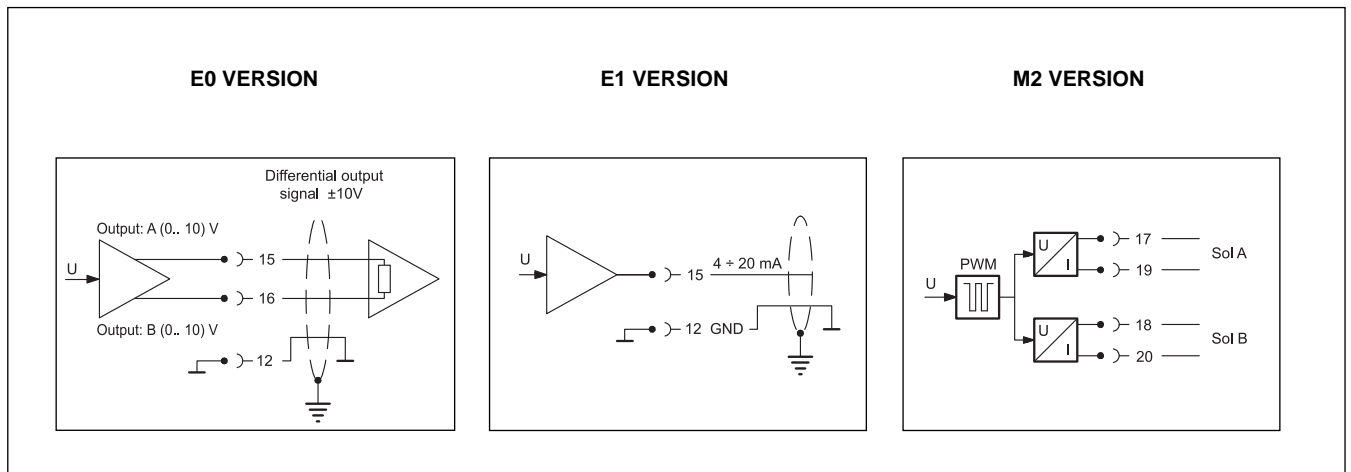 E0 VERSION
E1 VERSION
M2 VERSION
Differential output
signal ±10V
Output: A (0.. 10) V
U
15
16
Output: B (0.. 10) V
12
U
15 4 ÷ 20 mA
12 GND
U
PWM
U
I
17
19
Sol A
U
I
18
20
Sol B